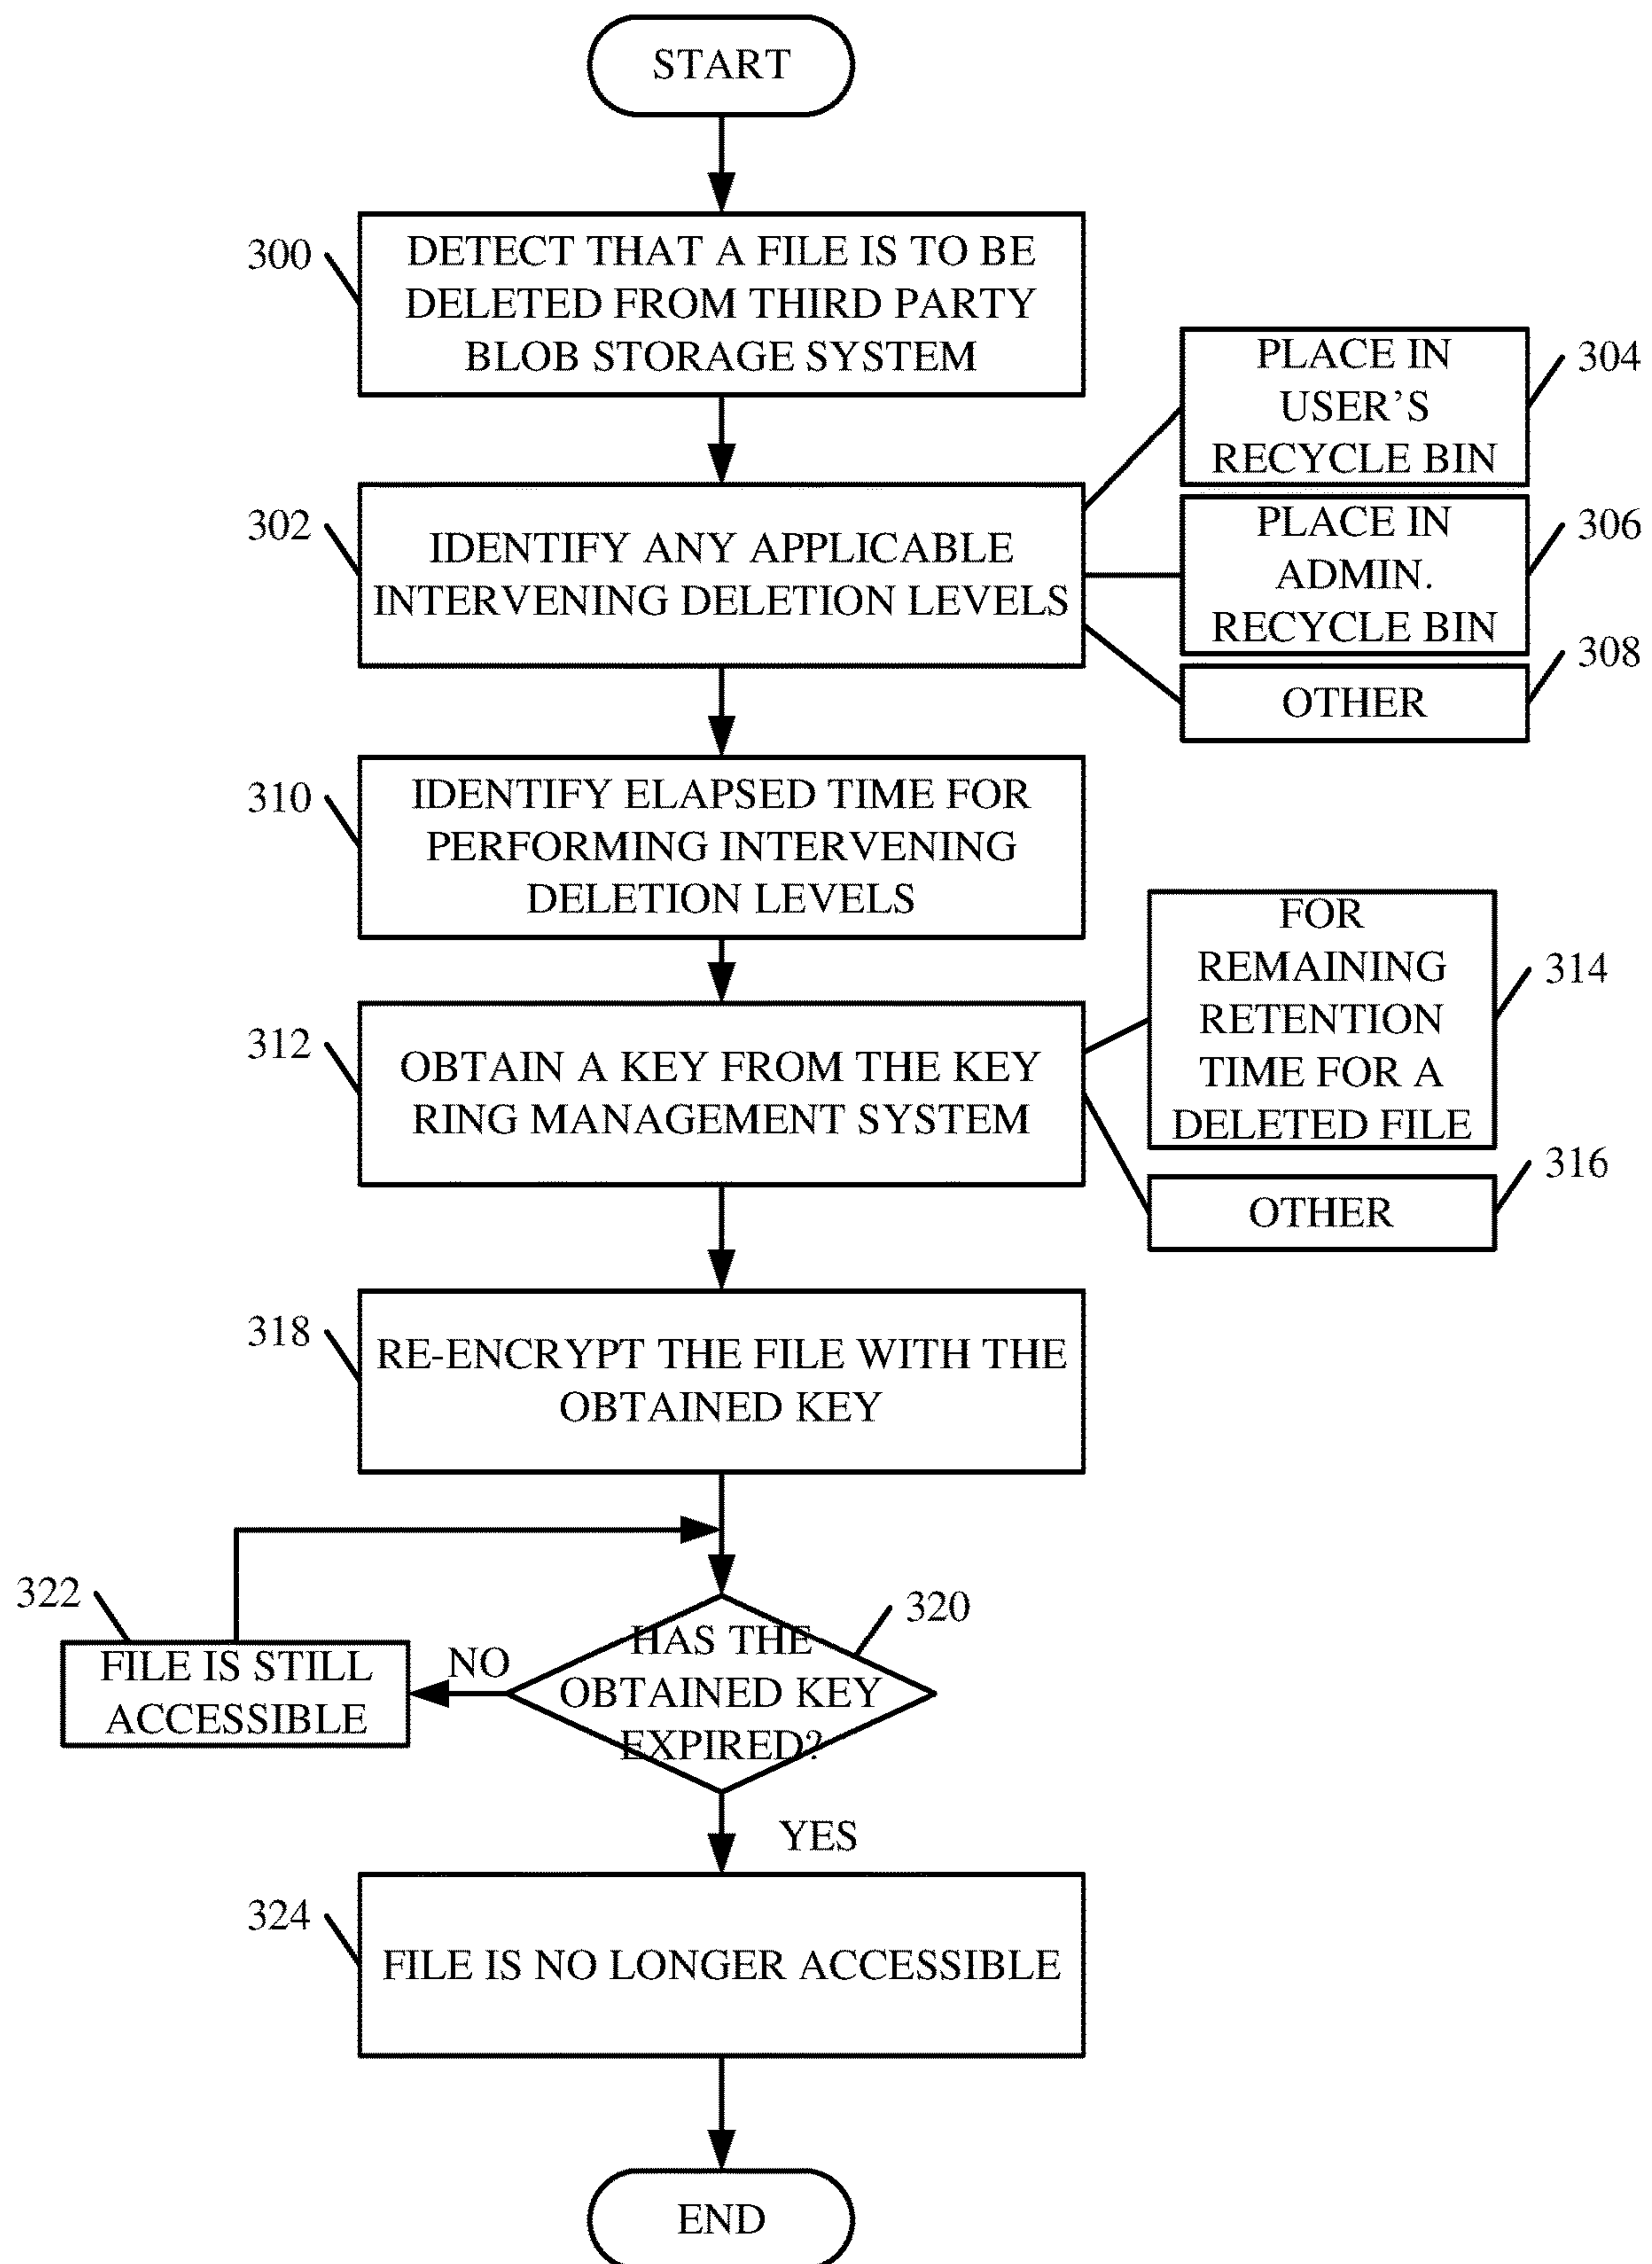 START
300
DETECT THAT A FILE IS TO BE
DELETED FROM THIRD PARTY
BLOB STORAGE SYSTEM
302
IDENTIFY ANY APPLICABLE
INTERVENING DELETION LEVELS
PLACE IN
USER'S
RECYCLE BIN
304
PLACE IN
ADMIN.
RECYCLE BIN
306
OTHER
308
310
IDENTIFY ELAPSED TIME FOR
PERFORMING INTERVENING
DELETION LEVELS
312
OBTAIN A KEY FROM THE KEY
RING MANAGEMENT SYSTEM
FOR
REMAINING
RETENTION
TIME FOR A
DELETED FILE
314
OTHER
316
318
RE-ENCRYPT THE FILE WITH THE
OBTAINED KEY
320
HAS THE
OBTAINED KEY
EXPIRED?
NO
322
FILE IS STILL
ACCESSIBLE
YES
324
FILE IS NO LONGER ACCESSIBLE
END